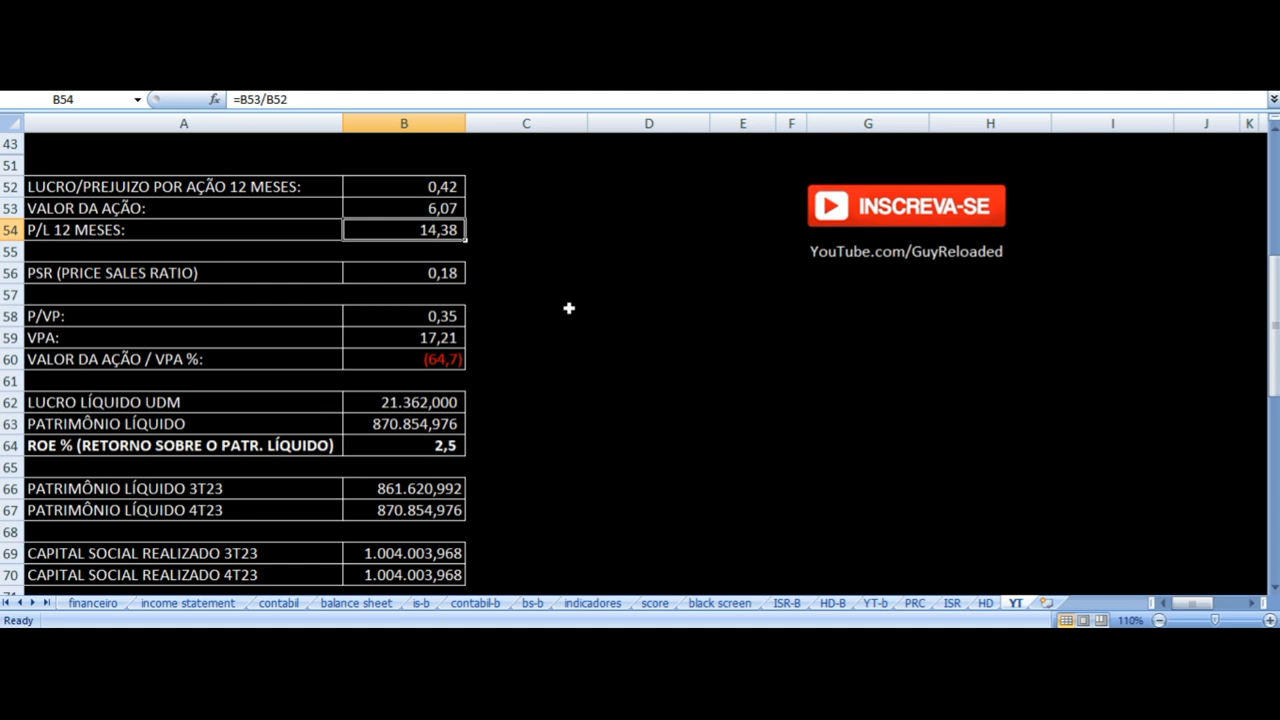 B54 fx =B53/B52
A B C D E F G H I J K
43
51
52 LUCRO/PREJUIZO POR AÇÃO 12 MESES: 0,42
53 VALOR DA AÇÃO: 6,07
INSCREVA-SE
54 P/L 12 MESES: 14,38
55
YouTube.com/GuyReloaded
56 PSR (PRICE SALES RATIO) 0,18
57
58 P/VP: 0,35
59 VPA: 17,21
60 VALOR DA AÇÃO / VPA %: (64,7)
61
62 LUCRO LÍQUIDO UDM 21.362,000
63 PATRIMÔNIO LÍQUIDO 870.854,976
64 ROE % (RETORNO SOBRE O PATR. LÍQUIDO) 2,5
65
66 PATRIMÔNIO LÍQUIDO 3T23 861.620,992
67 PATRIMÔNIO LÍQUIDO 4T23 870.854,976
68
69 CAPITAL SOCIAL REALIZADO 3T23 1.004.003,968
70 CAPITAL SOCIAL REALIZADO 4T23 1.004.003,968
financeiro income statement contabil balance sheet is-b contabil-b bs-b indicadores score black screen ISR-B HD-B YT-b PRC ISR HD YT
Ready 110%